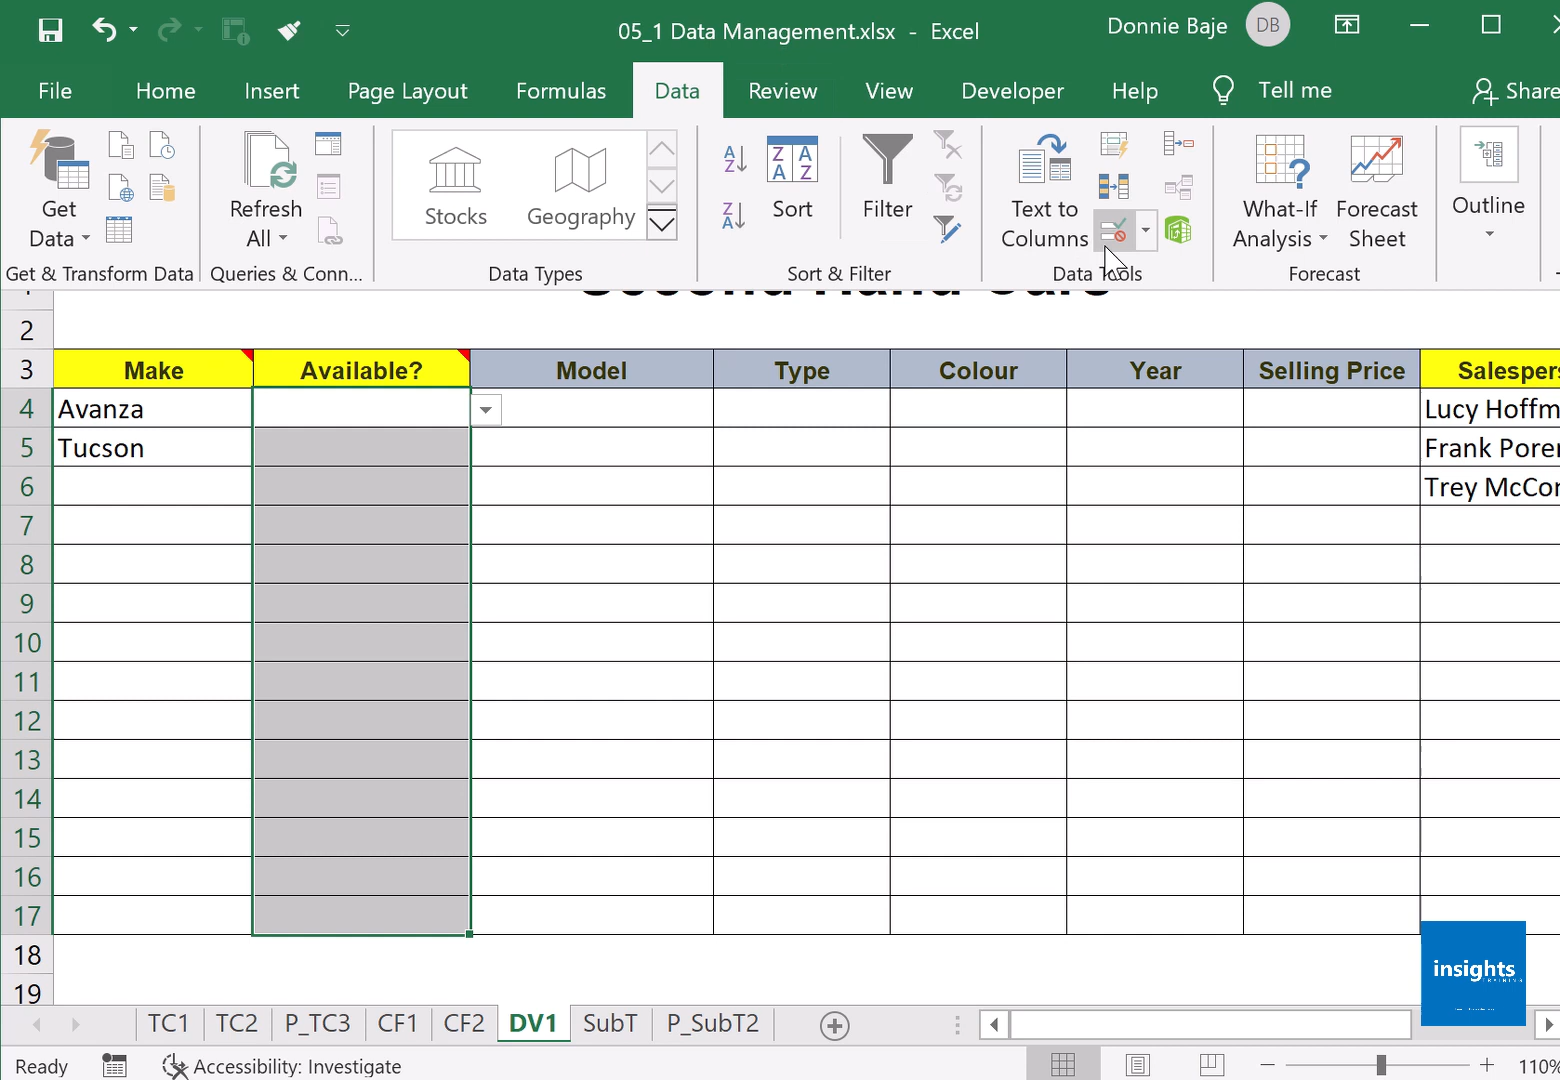 05_1 Data Management.xlsx - Excel
Donnie Baje DB
File Home Insert Page Layout Formulas Data Review View Developer Help Tell me Share
Get Data
Refresh All
Stocks Geography
A Z
Z A
Z A A Z
Sort
Filter
Text to Columns
What-If Analysis
Forecast Sheet
Outline
Get & Transform Data Queries & Conn... Data Types Sort & Filter Data Tools Forecast
2
3 Make Available? Model Type Colour Year Selling Price
4 Avanza Lucy
5 Tucson Frank
6 Trey
7
8
9
10
11
12
13
14
15
16
17
18
19
insights
TC1 TC2 P_TC3 CF1 CF2 DV1 SubT P_SubT2
Ready Accessibility: Investigate 110%